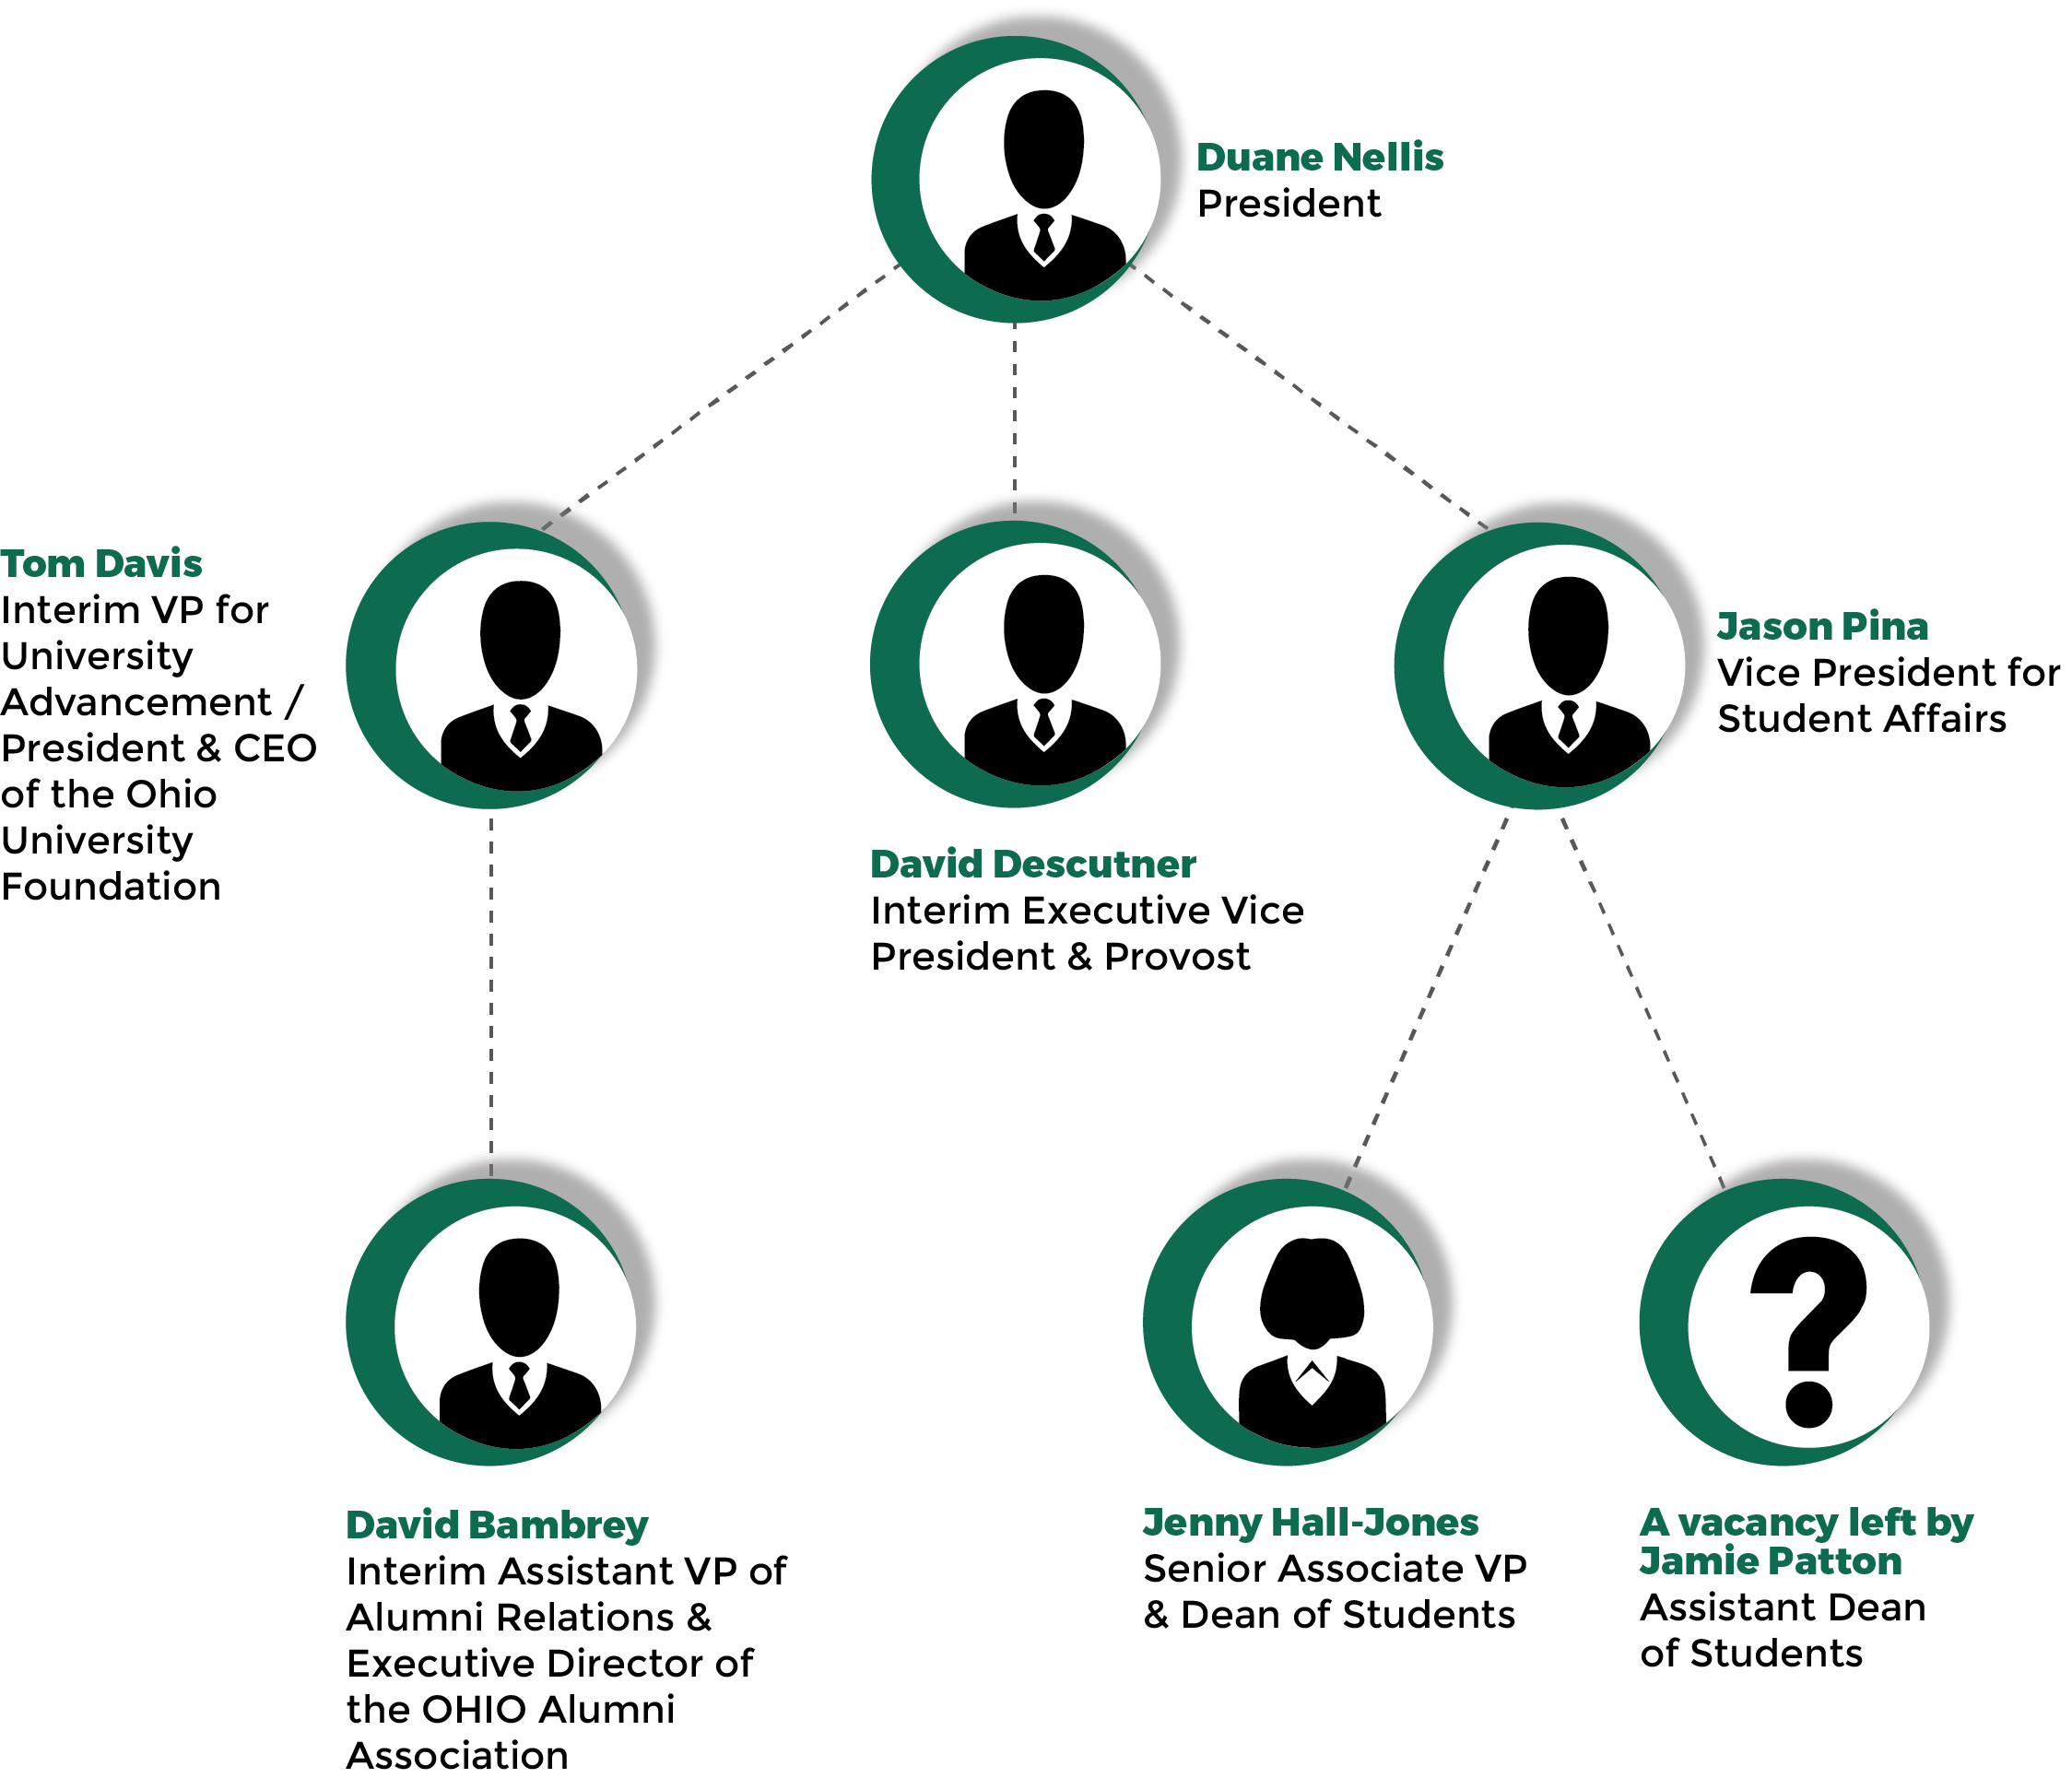 Duane Nellis
President
Tom Davis
Interim VP for
University
Advancement /
President & CEO
of the Ohio
University
Foundation
David Descutner
Interim Executive Vice
President & Provost
Jason Pina
Vice President for
Student Affairs
David Bambrey
Interim Assistant VP of
Alumni Relations &
Executive Director of
the OHIO Alumni
Association
Jenny Hall-Jones
Senior Associate VP
& Dean of Students
?
A vacancy left by
Jamie Patton
Assistant Dean
of Students